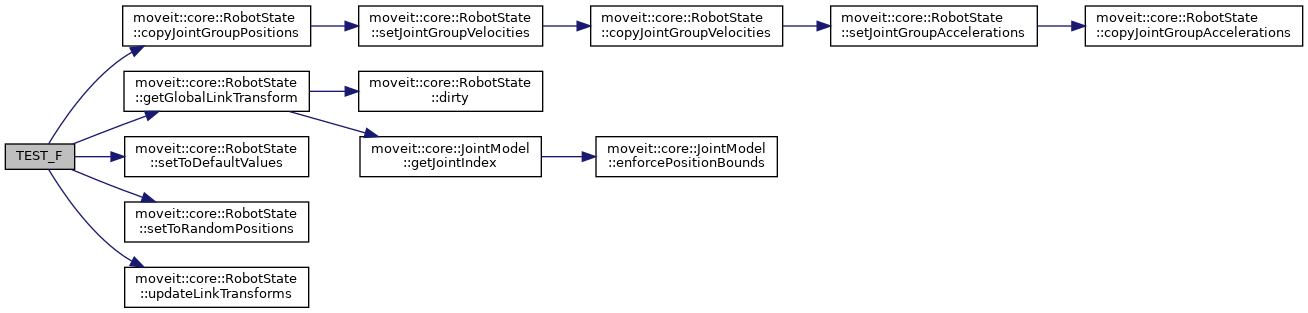 moveit::core::RobotState
::copyJointGroupPositions
moveit::core::RobotState
::setJointGroupVelocities
moveit::core::RobotState
::copyJointGroupVelocities
moveit::core::RobotState
::setJointGroupAccelerations
moveit::core::RobotState
::copyJointGroupAccelerations
moveit::core::RobotState
::getGlobalLinkTransform
moveit::core::RobotState
::dirty
TEST_F
moveit::core::RobotState
::setToDefaultValues
moveit::core::JointModel
::getJointIndex
moveit::core::JointModel
::enforcePositionBounds
moveit::core::RobotState
::setToRandomPositions
moveit::core::RobotState
::updateLinkTransforms